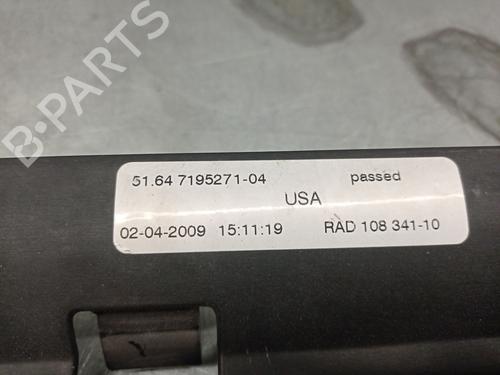 B-PARTS
51.64 7195271-04 passed
USA
02-04-2009 15:11:19 RAD 108 341-10